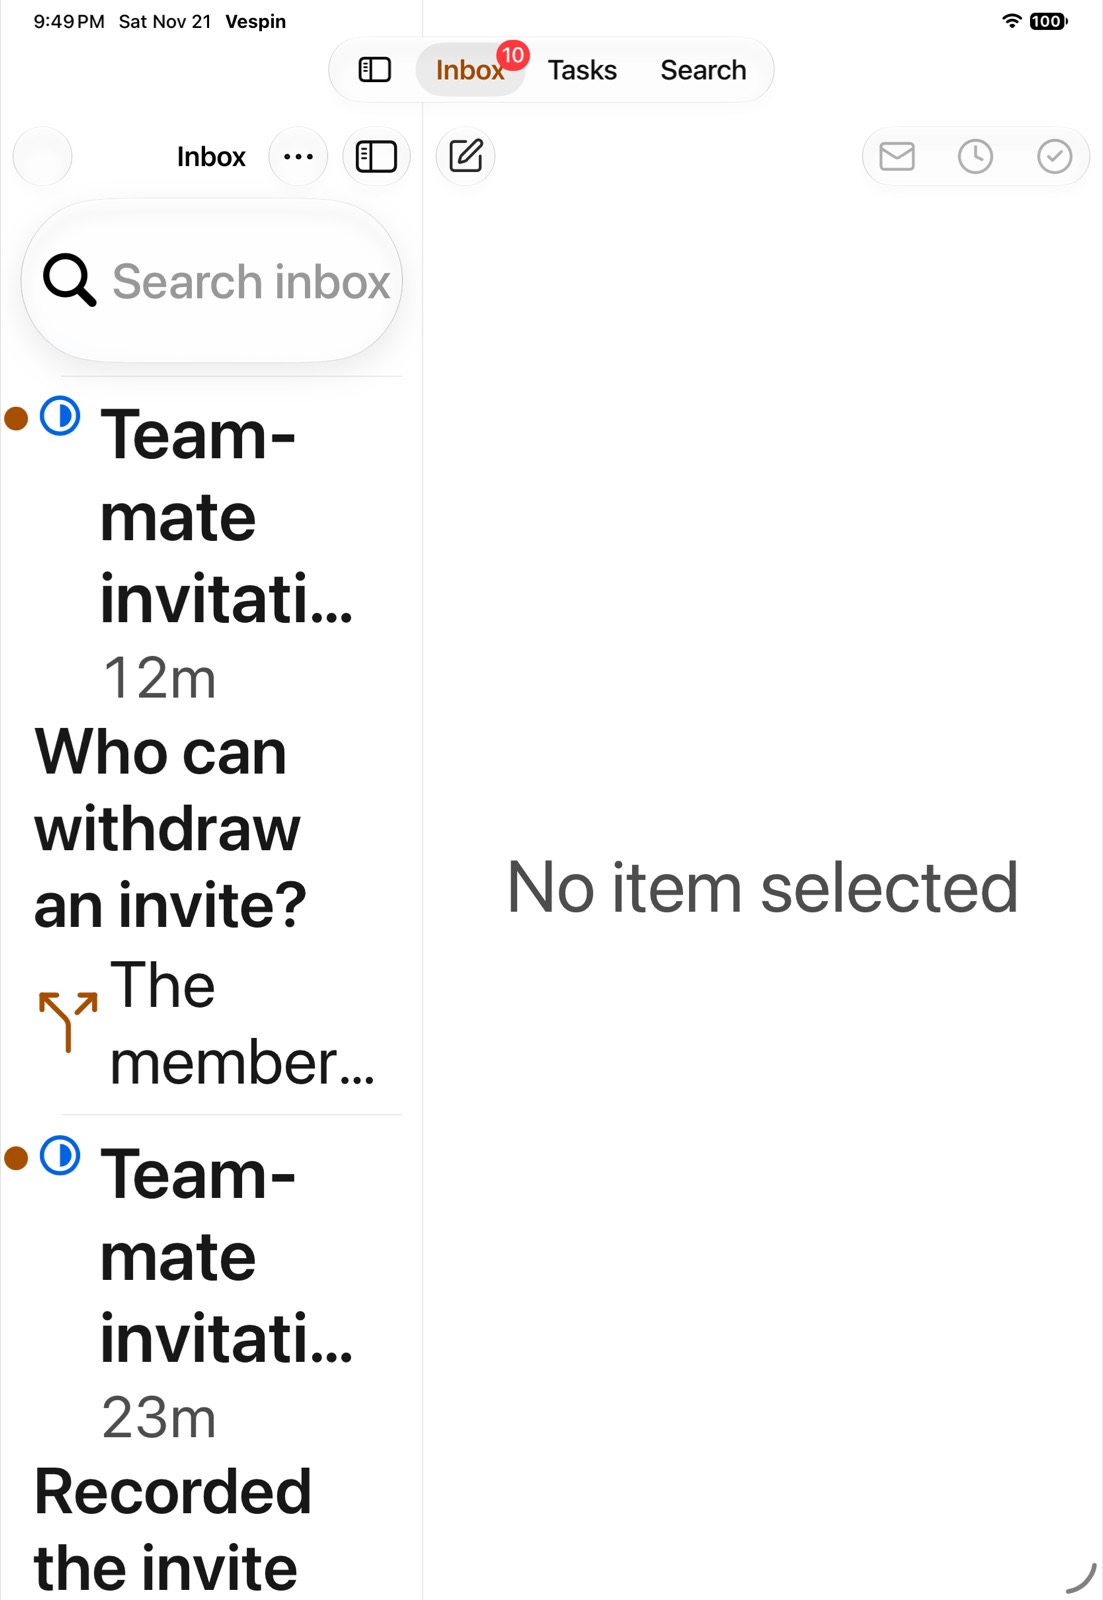 9:49 PM Sat Nov 21 Vespin
100
Inbox 10 Tasks Search
Inbox
Search inbox
Team-
mate
invitati...
12m
Who can
withdraw
an invite?
The
member...
Team-
mate
invitati...
23m
Recorded
the invite
No item selected